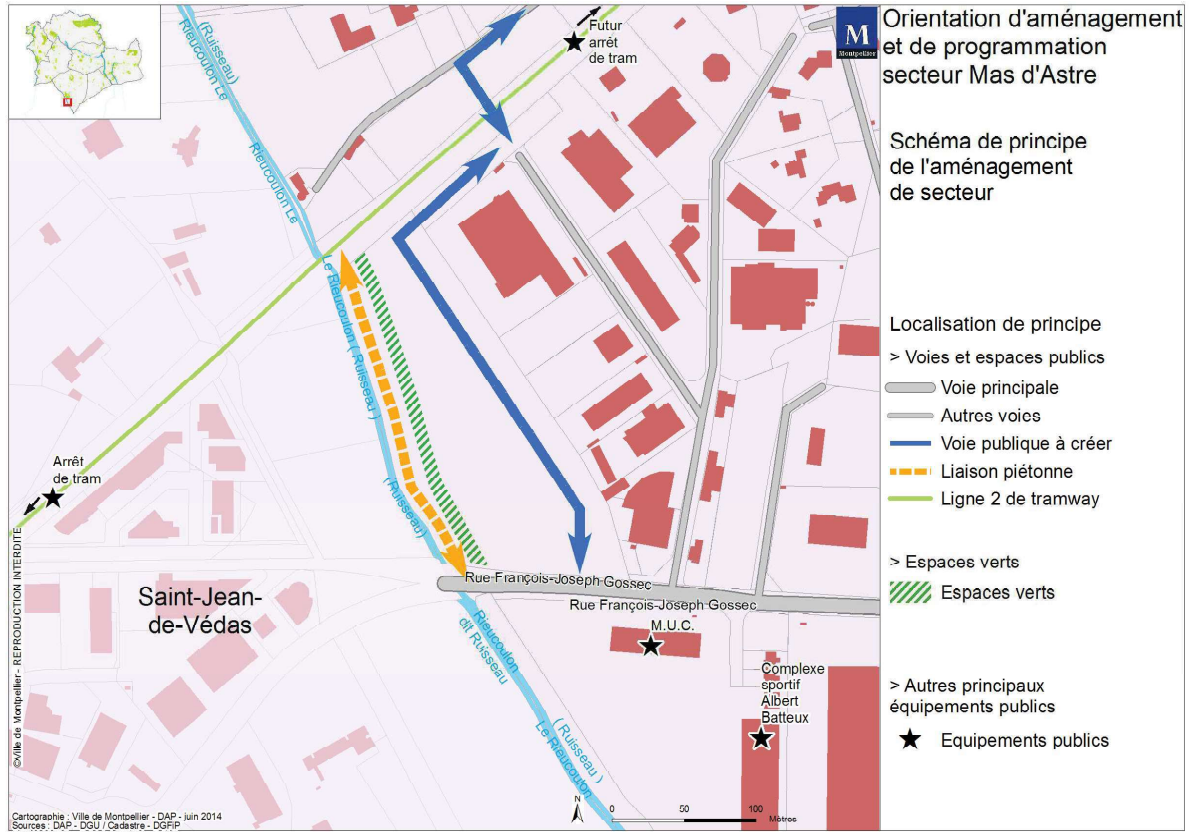 Orientation d'aménagement
et de programmation
secteur Mas d'Astre
M
Montpellier
Schéma de principe
de l'aménagement
de secteur
Localisation de principe
> Voies et espaces publics
Voie principale
Autres voies
Voie publique à créer
Liaison piétonne
Ligne 2 de tramway
> Espaces verts
Espaces verts
> Autres principaux
équipements publics
Equipements publics
Futur
arrêt
de tram
(Ruisseau)
Rieucoulon Le
Rieucoulon Le
Le Rieucoulon ( Ruisseau )
(Ruisseau)
Arrêt
de tram
Saint-Jean-
de-Védas
Rue François-Joseph Gossec
Rue François-Joseph Gossec
M.U.C.
Complexe
sportif
Albert
Batteux
Rieucoulon
dit Ruisseau
( Ruisseau )
Le Rieucoulon
N
0 50 100
Mètres
©Ville de Montpellier - REPRODUCTION INTERDITE
Cartographie : Ville de Montpellier - DAP - juin 2014
Sources : DAP - DGU / Cadastre - DGFiP